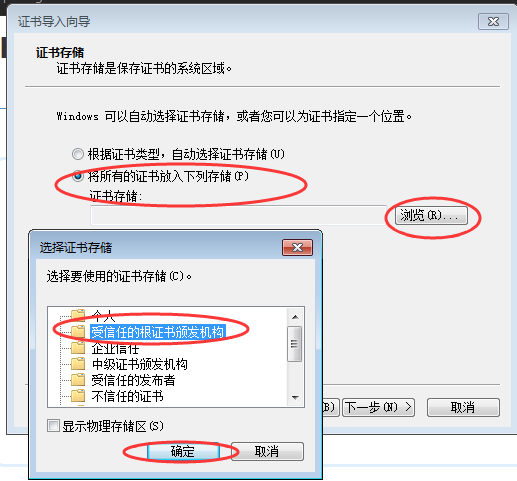 证书导入向导
证书存储
证书存储是保存证书的系统区域。
Windows 可以自动选择证书存储，或者您可以为证书指定一个位置。
根据证书类型，自动选择证书存储(U)
将所有的证书放入下列存储(P)
证书存储:
浏览(R)...
选择证书存储
选择要使用的证书存储(C)。
个人
受信任的根证书颁发机构
企业信任
中级证书颁发机构
受信任的发布者
不信任的证书
显示物理存储区(S)
确定
取消
(B)
下一步(N) >
取消